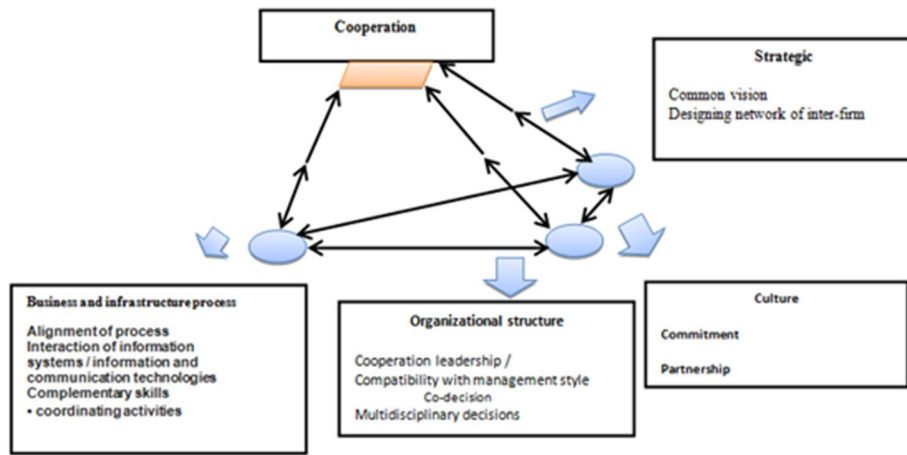 Cooperation
Strategic
Common vision
Designing network of inter-firm
Business and infrastructure process
Alignment of process
Interaction of information
systems / information and
communication technologies
Complementary skills
• coordinating activities
Organizational structure
Cooperation leadership /
Compatibility with management style
Co-decision
Multidisciplinary decisions
Culture
Commitment
Partnership